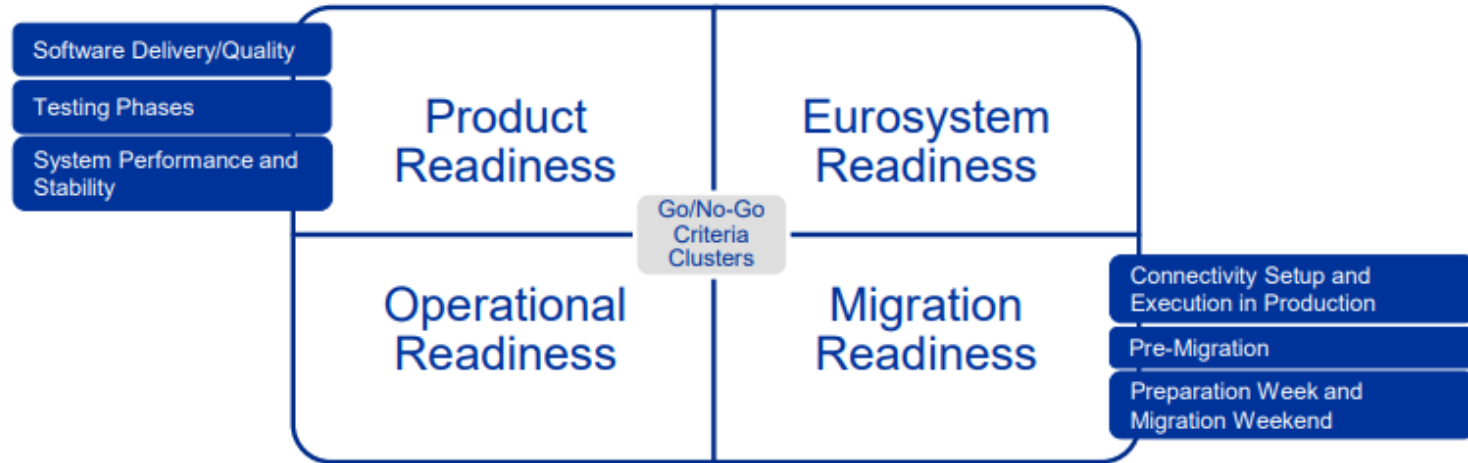 Software Delivery/Quality
Testing Phases
System Performance and
Stability
Product
Readiness
Eurosystem
Readiness
Go/No-Go
Criteria
Clusters
Operational
Readiness
Migration
Readiness
Connectivity Setup and
Execution in Production
Pre-Migration
Preparation Week and
Migration Weekend